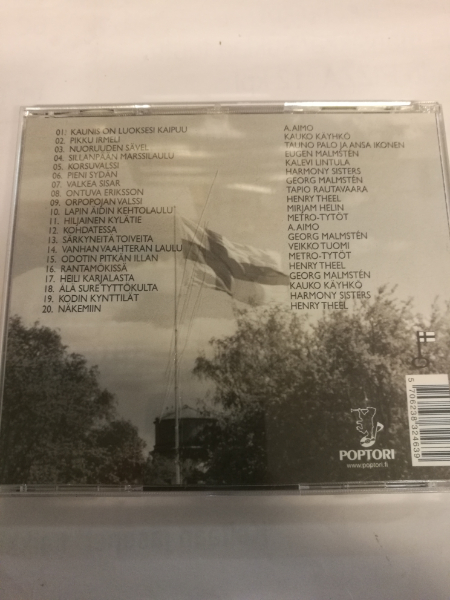 01: KAUNIS ON LUOKSESI KAIPUU A.AIMO
02. PIKKU IRMELI KAUKO KÄYHKÖ
03. NUORUUDEN SÄVEL TAUNO PALO JA ANSA IKONEN
04. SILLANPÄÄN MARSSILAULU EUGEN MALMSTÉN
05. KORSUVALSSI KALEVI LINTULA
06. PIENI SYDÄN HARMONY SISTERS
07. VALKEA SISAR GEORG MALMSTÉN
08. ONTUVA ERIKSSON TAPIO RAUTAVAARA
09. ORPOPOJAN VALSSI HENRY THEEL
10. LAPIN ÄIDIN KEHTOLAULU MIRJAM HELIN
11. HILJAINEN KYLÄTIE METRO-TYTÖT
12. KOHDATESSA A.AIMO
13. SÄRKYNEITÄ TOIVEITA GEORG MALMSTÉN
14. VANHAN VAAHTERAN LAULU VEIKKO TUOMI
15. ODOTIN PITKÄN ILLAN METRO-TYTÖT
16. RANTAMÖKISSÄ HENRY THEEL
17. HEILI KARJALASTA GEORG MALMSTÉN
18. ÄLÄ SURE TYTTÖKULTA KAUKO KÄYHKÖ
19. KODIN KYNTTILÄT HARMONY SISTERS
20. NÄKEMIIN HENRY THEEL
5 706238 324639
POPTORI
www.poptori.fi